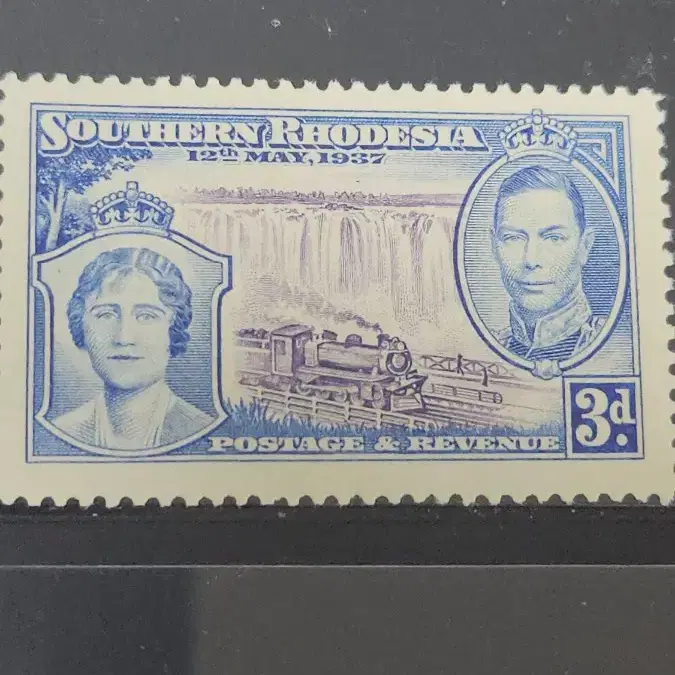 SOUTHERN RHODESIA
12th MAY, 1937
POSTAGE & REVENUE
3d.